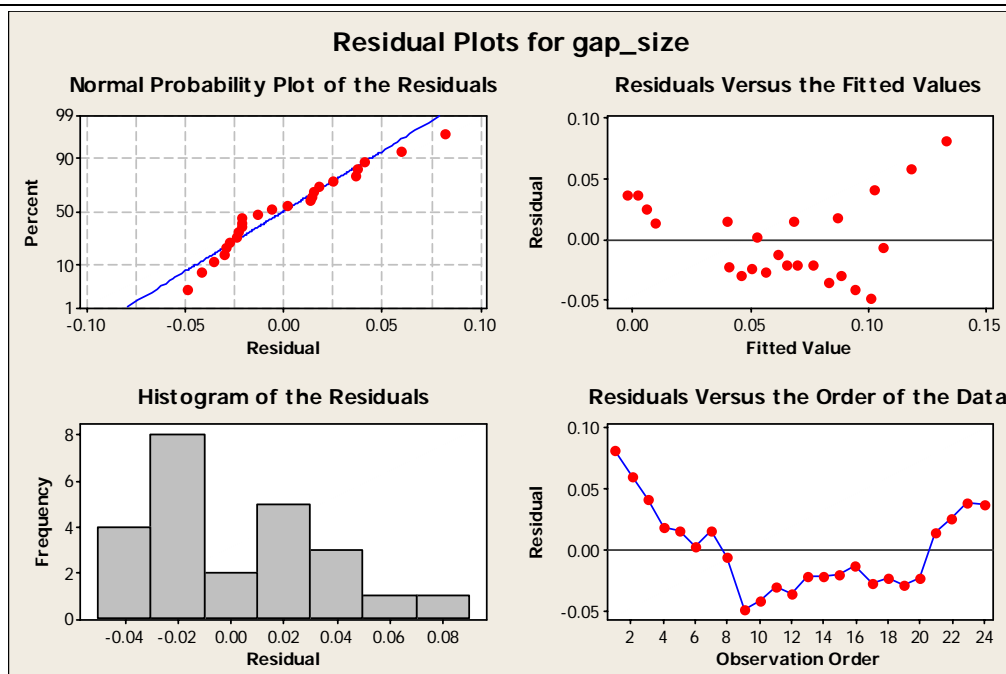 Residual Plots for gap_size
Normal Probability Plot of the Residuals
99
90
50
10
1
Percent
-0.10 -0.05 0.00 0.05 0.10
Residual
Residuals Versus the Fitted Values
0.10
0.05
0.00
-0.05
Residual
0.00 0.05 0.10 0.15
Fitted Value
Histogram of the Residuals
8
6
4
2
0
Frequency
-0.04 -0.02 0.00 0.02 0.04 0.06 0.08
Residual
Residuals Versus the Order of the Data
0.10
0.05
0.00
-0.05
Residual
2 4 6 8 10 12 14 16 18 20 22 24
Observation Order